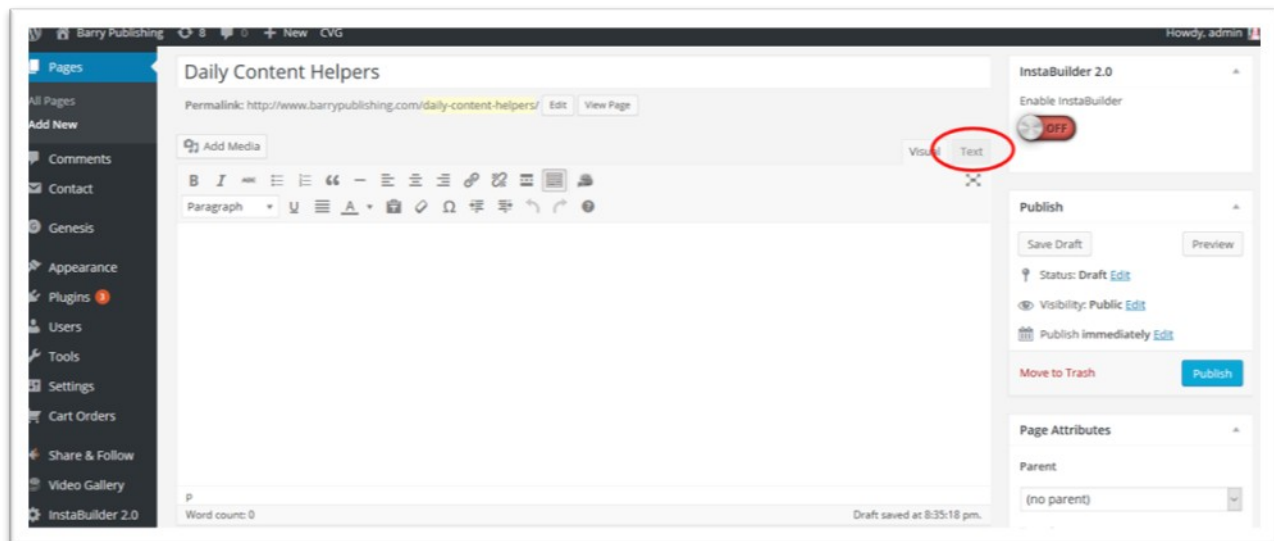 Barry Publishing 8 0 + New CVG Howdy, admin
Pages
All Pages
Add New
Comments
Contact
Genesis
Appearance
Plugins 3
Users
Tools
Settings
Cart Orders
Share & Follow
Video Gallery
InstaBuilder 2.0
Daily Content Helpers
Permalink: http://www.barrypublishing.com/daily-content-helpers/ Edit View Page
Add Media
Visual Text
B I ABC
Paragraph U A Ω
P
Word count: 0 Draft saved at 8:35:18 pm.
InstaBuilder 2.0
Enable InstaBuilder
OFF
Publish
Save Draft Preview
Status: Draft Edit
Visibility: Public Edit
Publish immediately Edit
Move to Trash Publish
Page Attributes
Parent
(no parent)